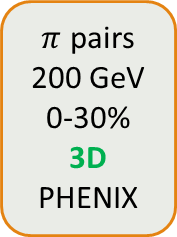 π pairs
200 GeV
0-30%
3D
PHENIX